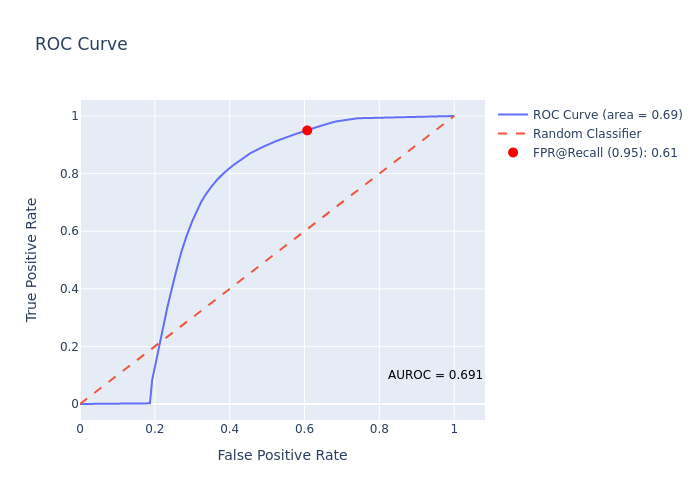 ROC Curve
ROC Curve (area = 0.69)
Random Classifier
FPR@Recall (0.95): 0.61
True Positive Rate
1
0.8
0.6
0.4
0.2
0
AUROC = 0.691
0 0.2 0.4 0.6 0.8 1
False Positive Rate